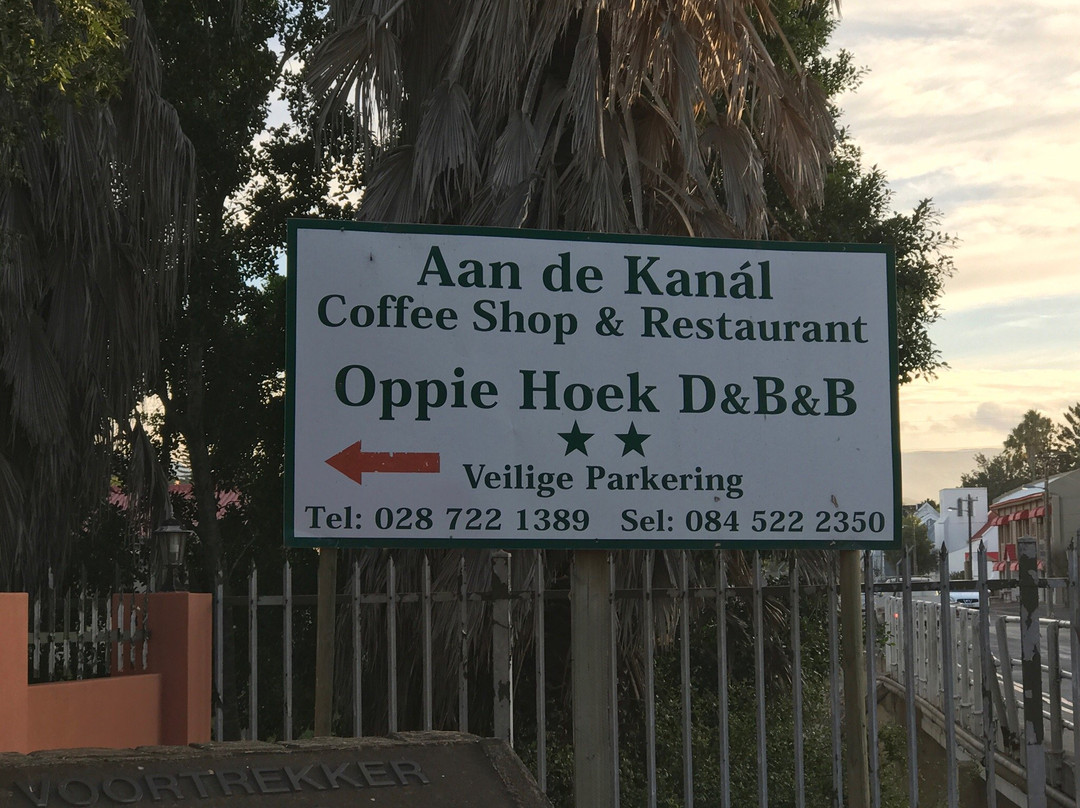 Aan de Kanál
Coffee Shop & Restaurant
Oppie Hoek D&B&B
Veilige Parkering
Tel: 028 722 1389 Sel: 084 522 2350
VOORTREKKER